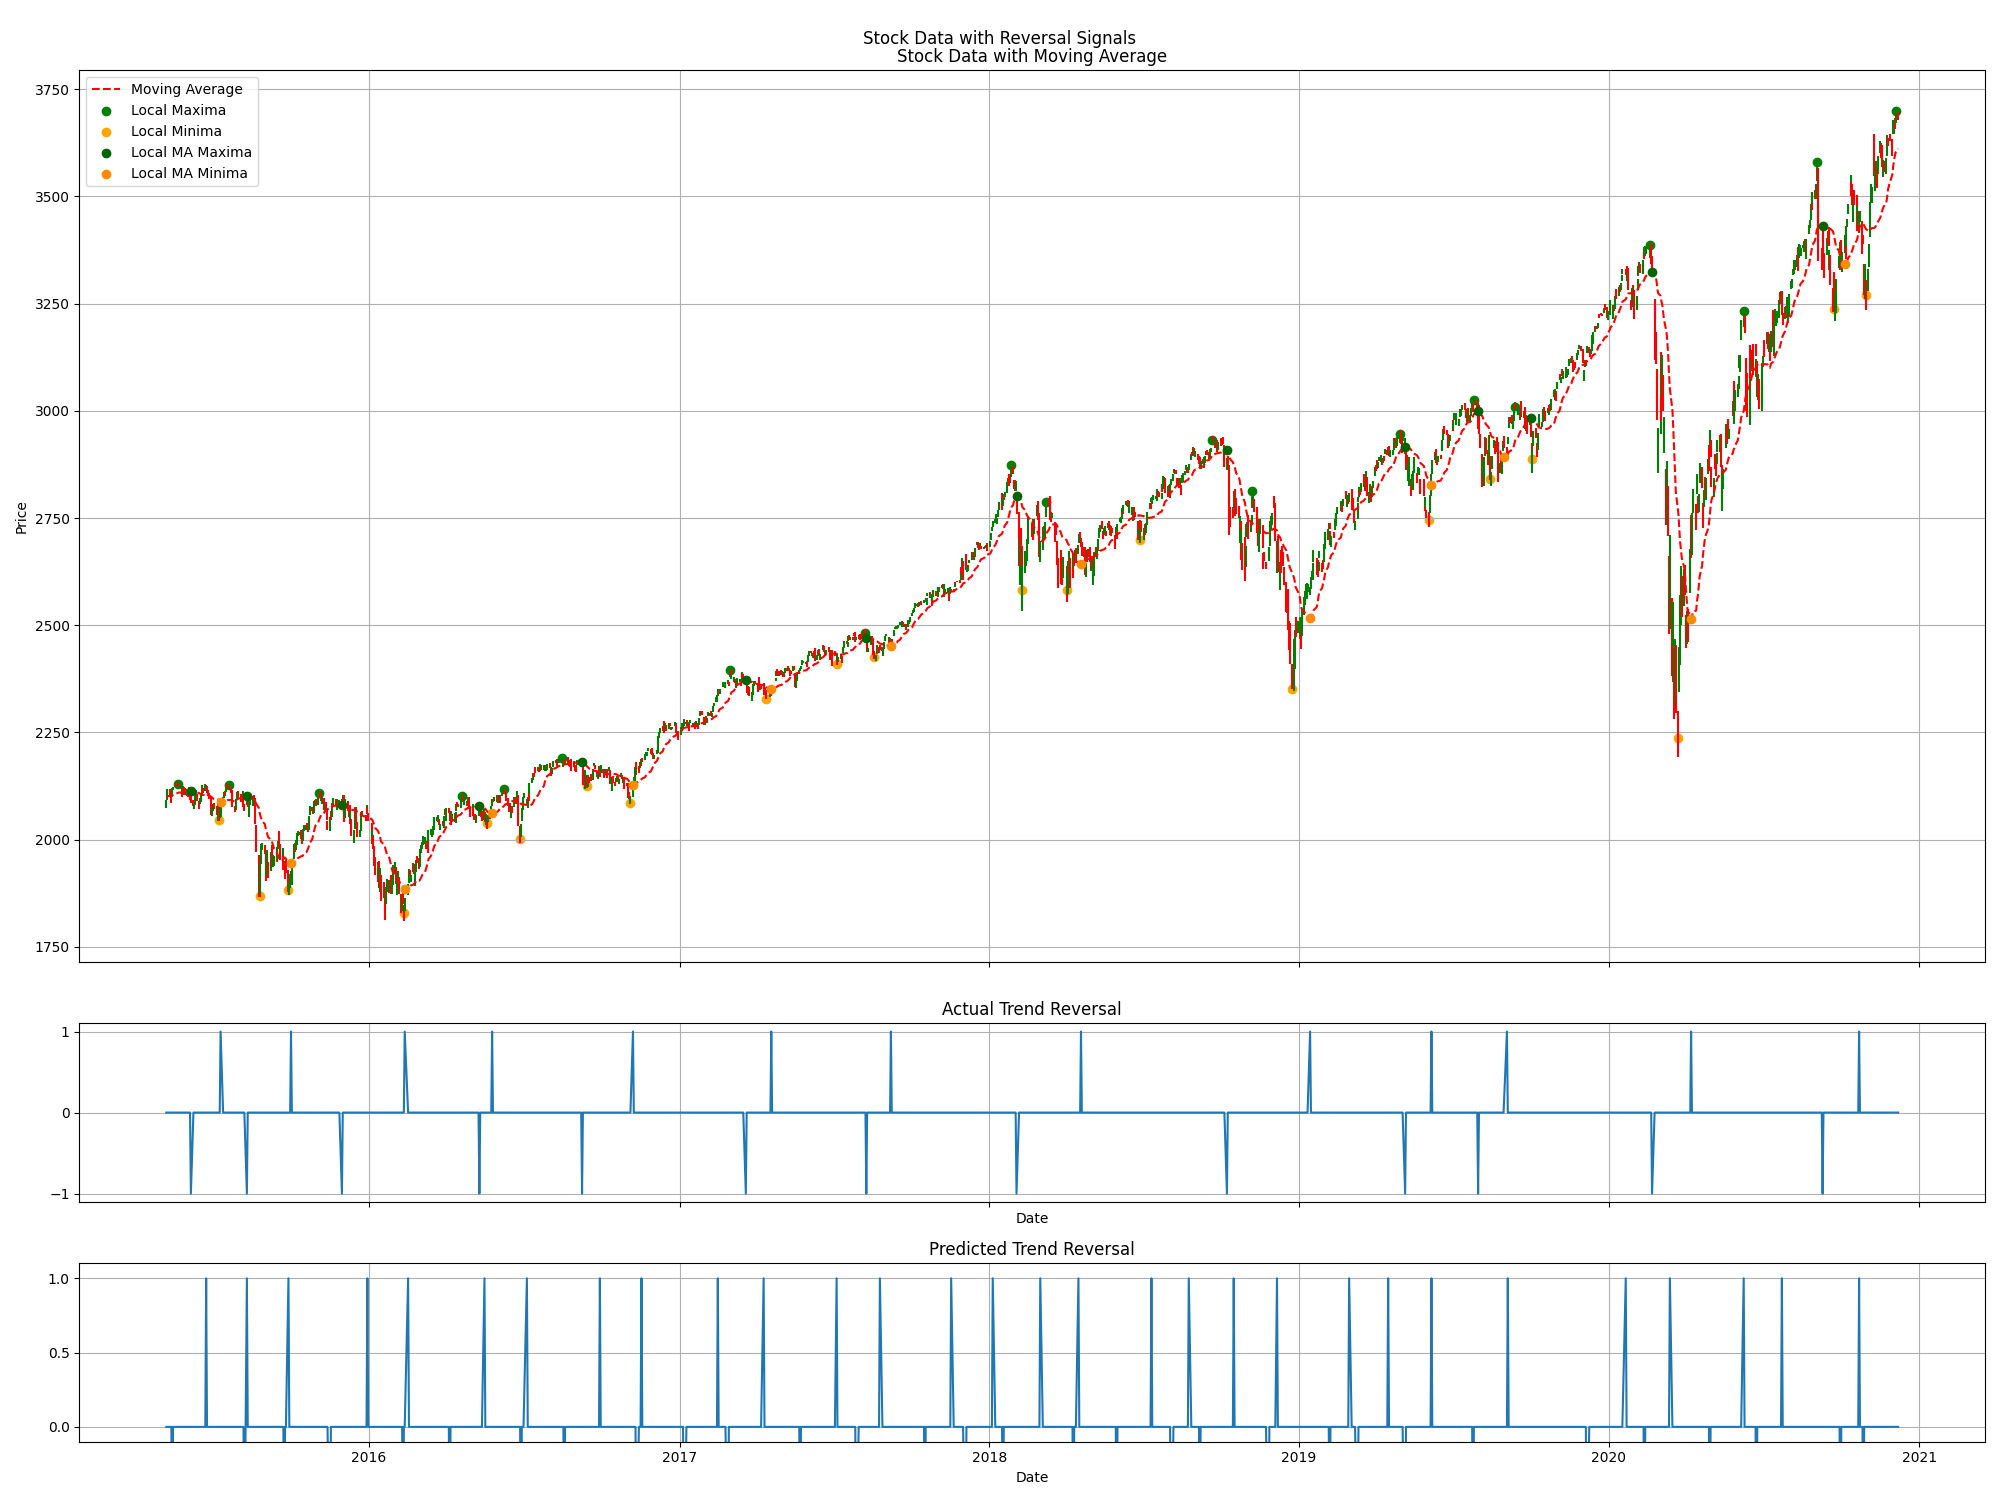 Stock Data with Reversal Signals
Stock Data with Moving Average
Moving Average
Local Maxima
Local Minima
Local MA Maxima
Local MA Minima
Price
3750
3500
3250
3000
2750
2500
2250
2000
1750
Actual Trend Reversal
1
0
−1
Date
Predicted Trend Reversal
1.0
0.5
0.0
2016
2017
2018
2019
2020
2021
Date